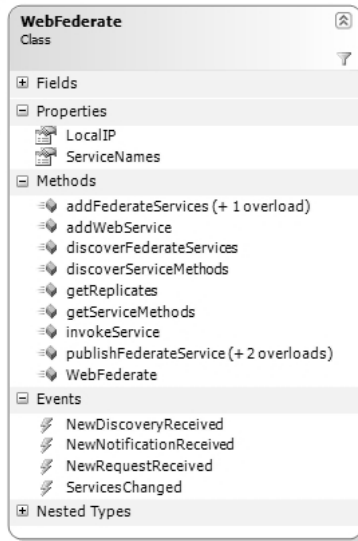 WebFederate
Class
Fields
Properties
LocalIP
ServiceNames
Methods
addFederateServices (+ 1 overload)
addWebService
discoverFederateServices
discoverServiceMethods
getReplicates
getServiceMethods
invokeService
publishFederateService (+ 2 overloads)
WebFederate
Events
NewDiscoveryReceived
NewNotificationReceived
NewRequestReceived
ServicesChanged
Nested Types